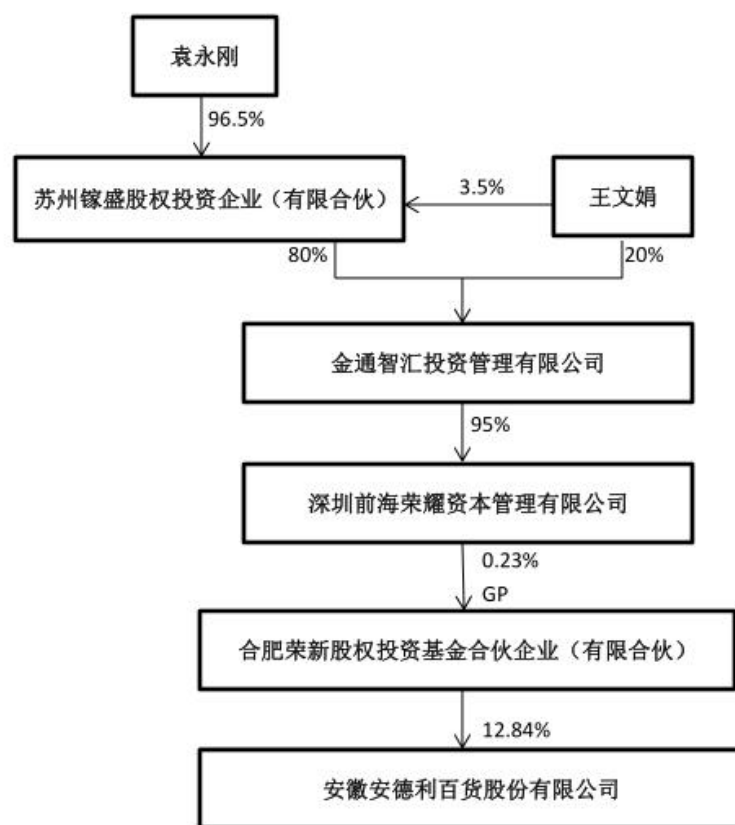 袁永刚
96.5%
苏州镓盛股权投资企业（有限合伙）
3.5%
王文娟
80%
20%
金通智汇投资管理有限公司
95%
深圳前海荣耀资本管理有限公司
0.23%
GP
合肥荣新股权投资基金合伙企业（有限合伙）
12.84%
安徽安德利百货股份有限公司